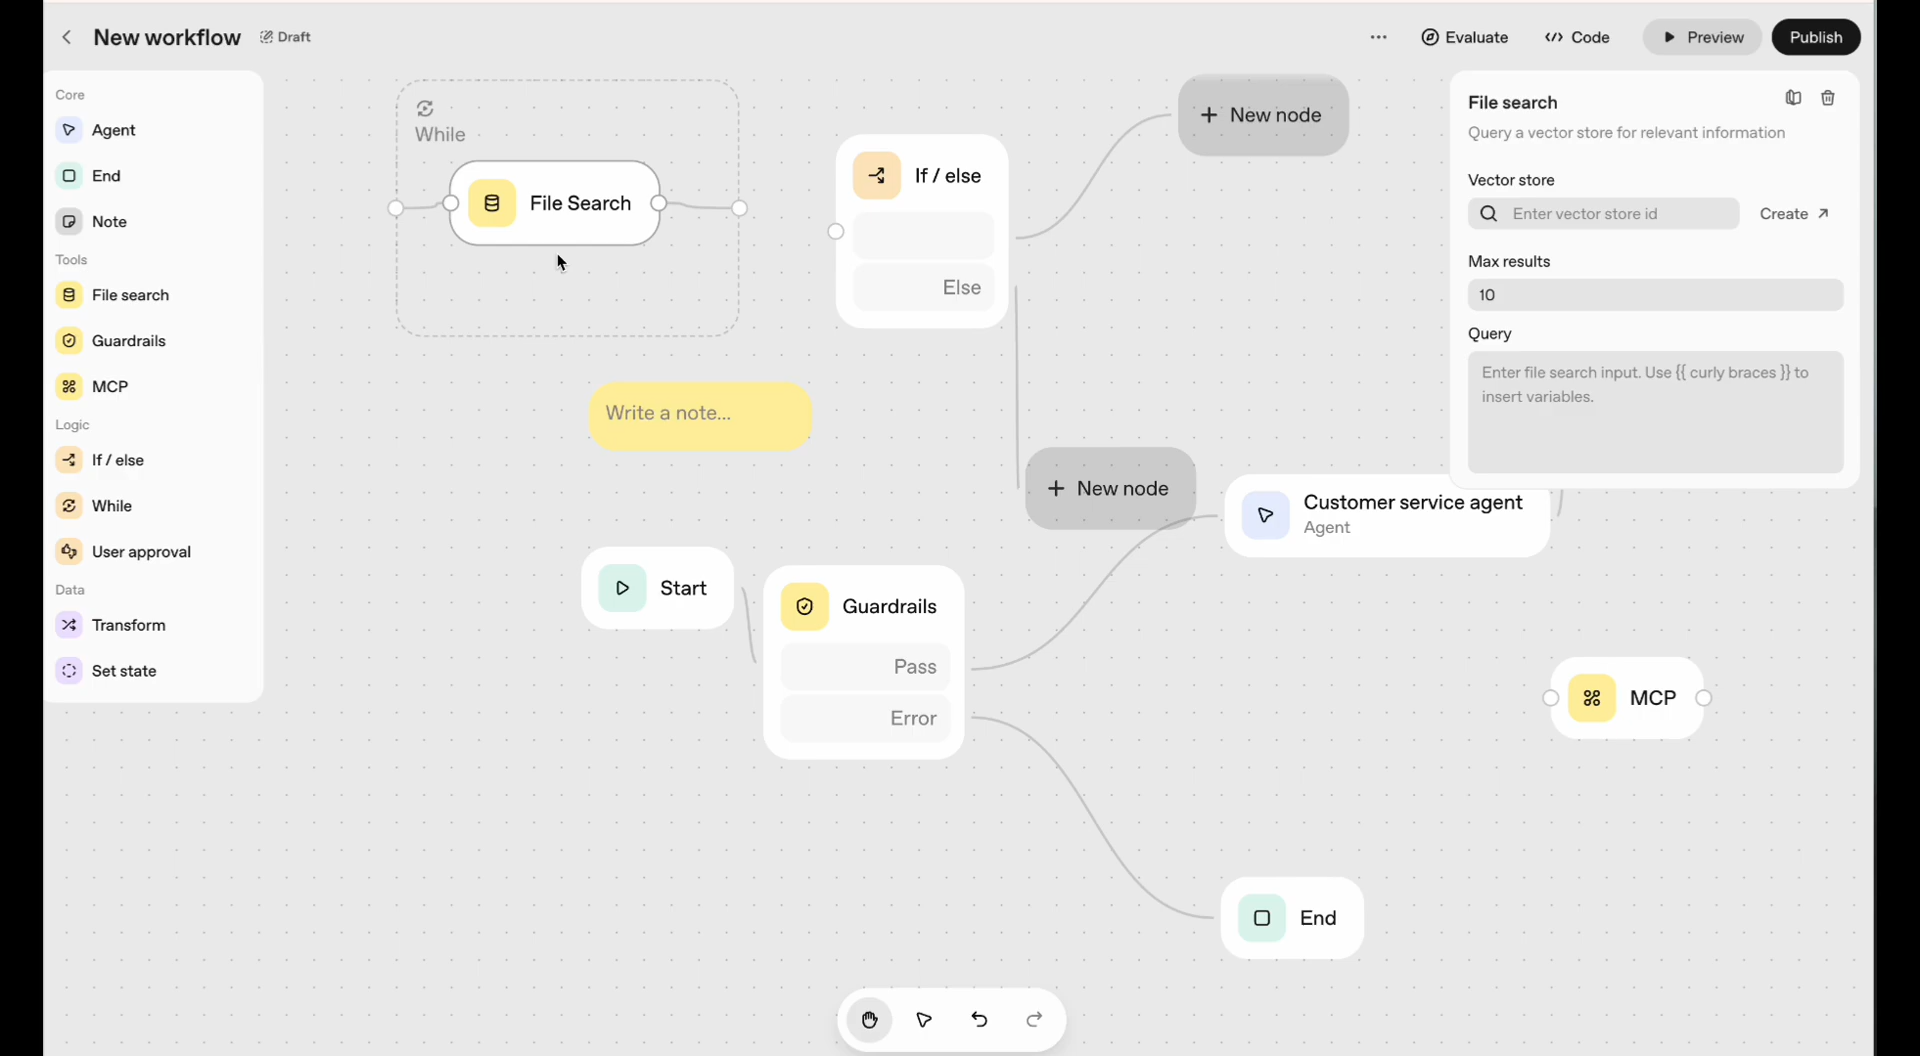 New workflow
Draft
Evaluate
Code
Preview
Publish
Core
Agent
End
Note
Tools
File search
Guardrails
MCP
Logic
If / else
While
User approval
Data
Transform
Set state
While
File Search
If / else
Else
New node
Write a note...
New node
Customer service agent
Agent
Start
Guardrails
Pass
Error
MCP
End
File search
Query a vector store for relevant information
Vector store
Enter vector store id
Create
Max results
10
Query
Enter file search input. Use {{ curly braces }} to
insert variables.